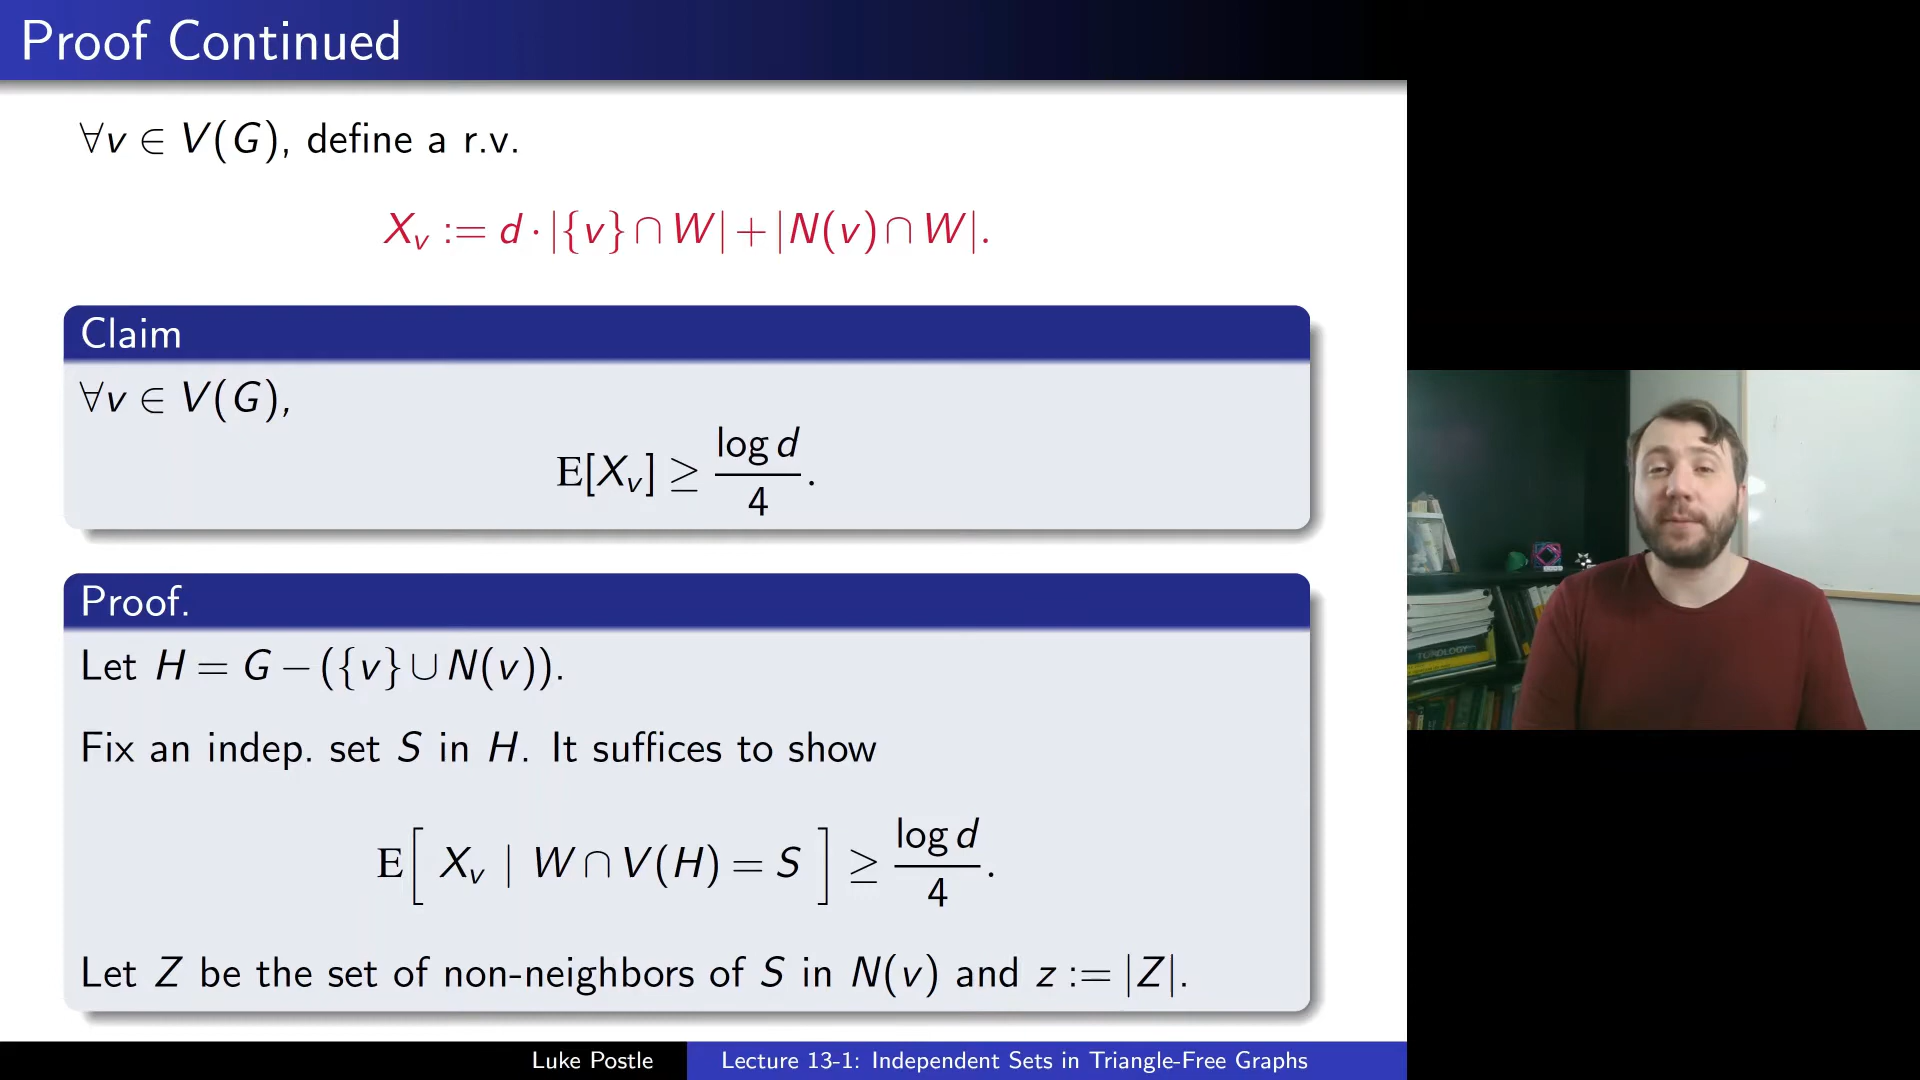 Proof Continued
∀v ∈ V(G), define a r.v.
X_v := d · |{v} ∩ W| + |N(v) ∩ W|.
Claim
∀v ∈ V(G),
E[X_v] ≥ log d / 4.
Proof.
Let H = G − ({v} ∪ N(v)).
Fix an indep. set S in H. It suffices to show
E[ X_v | W ∩ V(H) = S ] ≥ log d / 4.
Let Z be the set of non-neighbors of S in N(v) and z := |Z|.
TOPOLOGY
Luke Postle
Lecture 13-1: Independent Sets in Triangle-Free Graphs